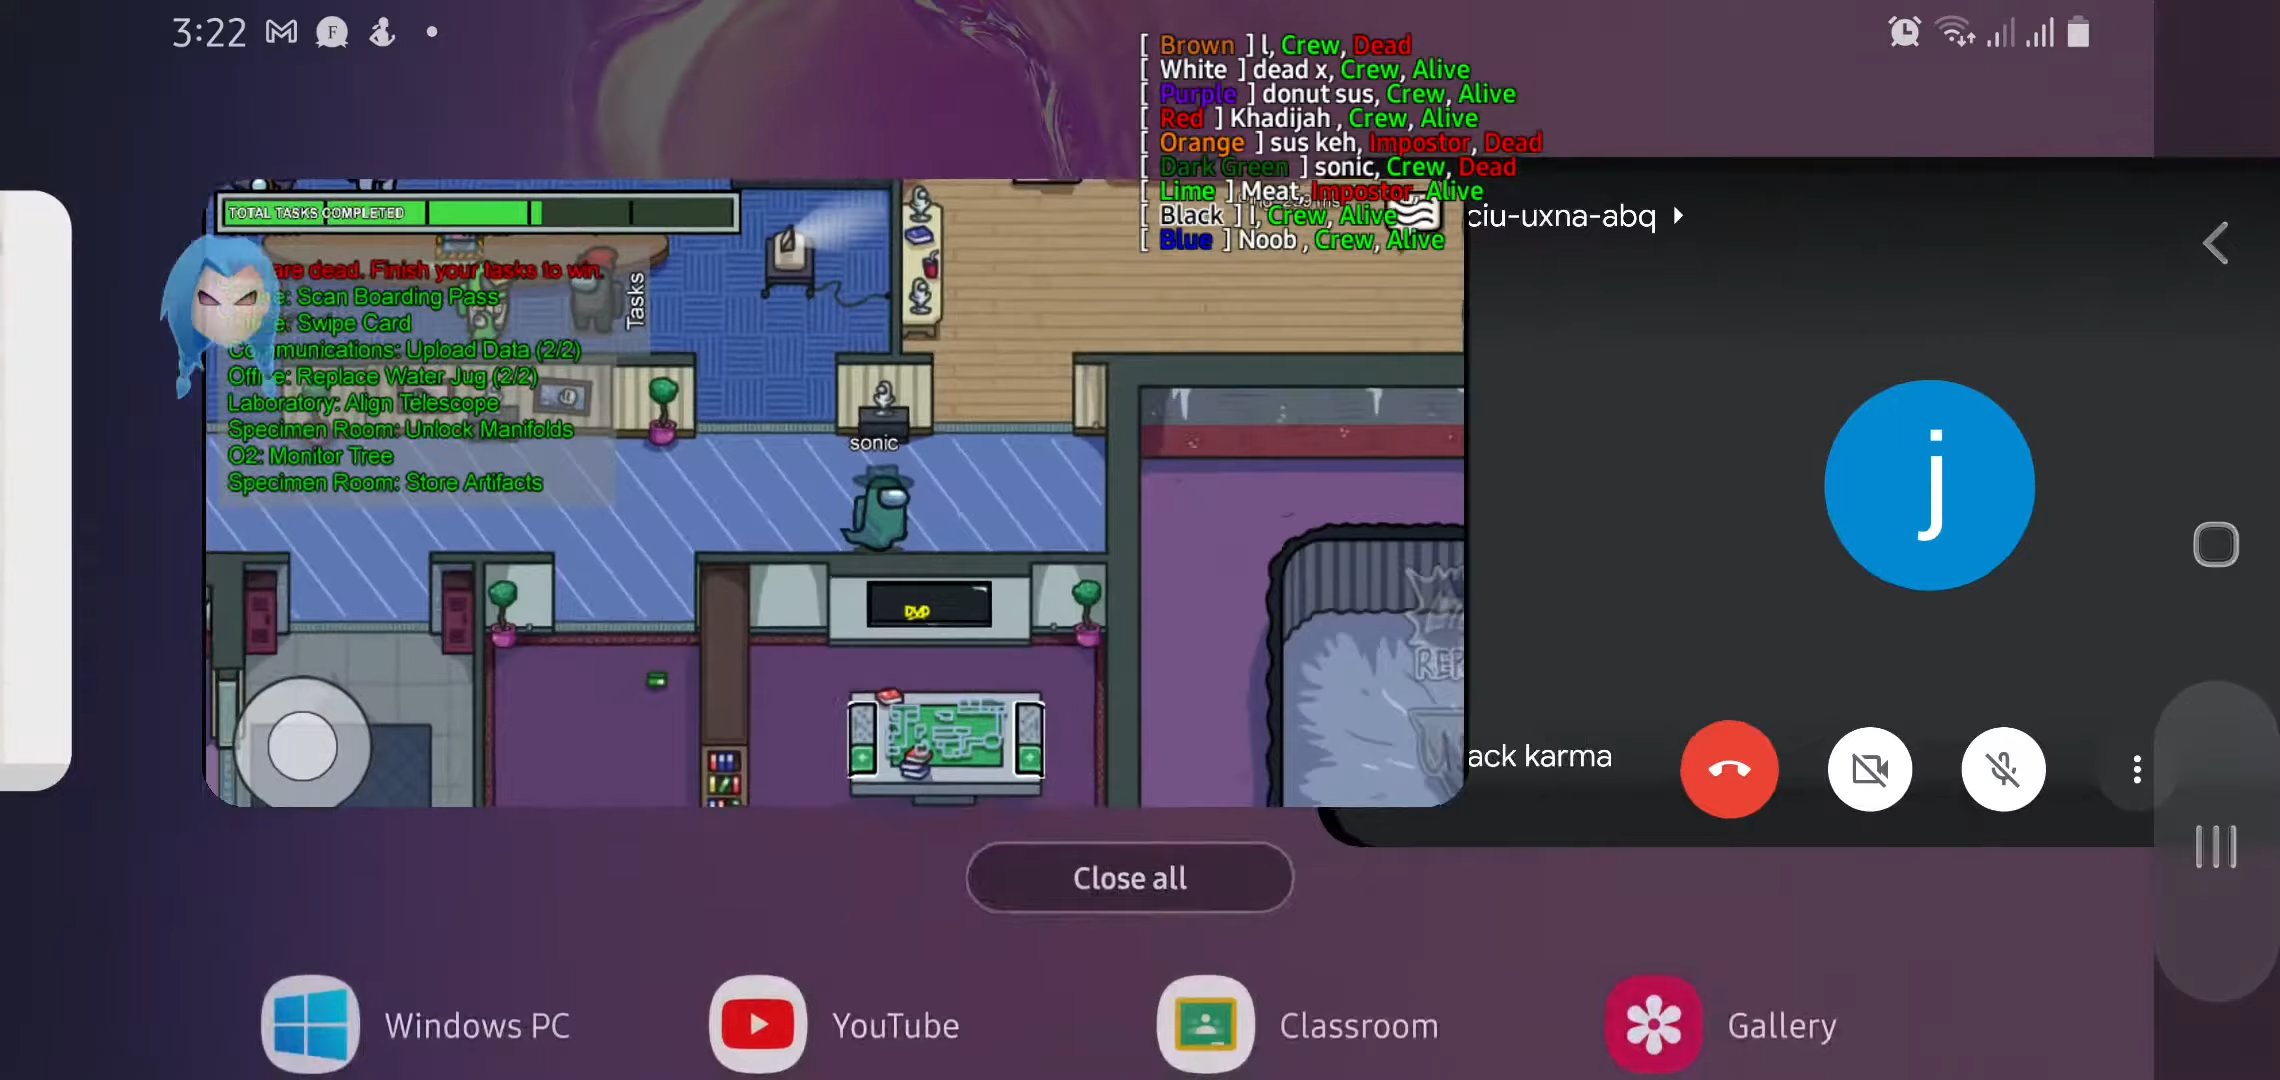 3:22
[ Brown ] l, Crew, Dead
[ White ] dead x, Crew, Alive
[ Purple ] donut sus, Crew, Alive
[ Red ] Khadijah , Crew, Alive
[ Orange ] sus keh, Impostor, Dead
[ Dark Green ] sonic, Crew, Dead
[ Lime ] Meat, Impostor, Alive
[ Black ] l, Crew, Alive
[ Blue ] Noob , Crew, Alive
TOTAL TASKS COMPLETED
are dead. Finish your tasks to win.
Scan Boarding Pass
Swipe Card
Communications: Upload Data (2/2)
Office: Replace Water Jug (2/2)
Laboratory: Align Telescope
Specimen Room: Unlock Manifolds
O2: Monitor Tree
Specimen Room: Store Artifacts
Tasks
sonic
DVD
ciu-uxna-abq
j
ack karma
Close all
Windows PC
YouTube
Classroom
Gallery